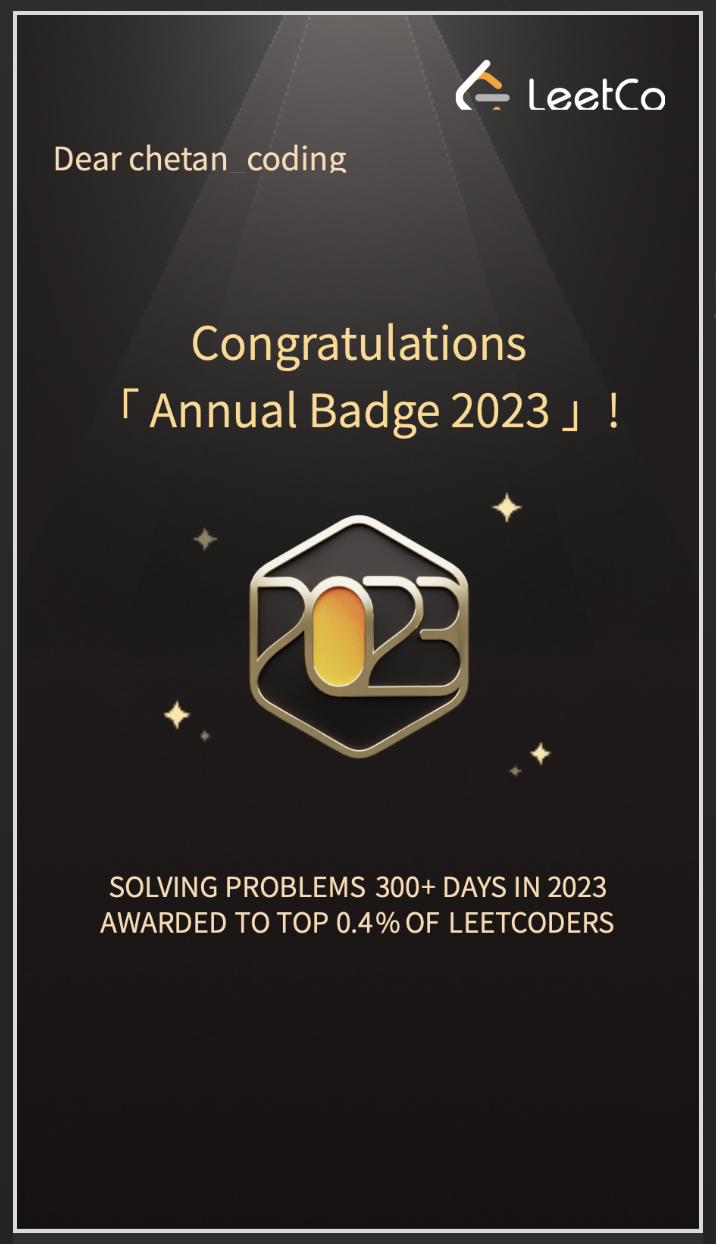 LeetCo
Dear chetan_coding
Congratulations
「 Annual Badge 2023 」 !
2023
SOLVING PROBLEMS 300+ DAYS IN 2023
AWARDED TO TOP 0.4% OF LEETCODERS